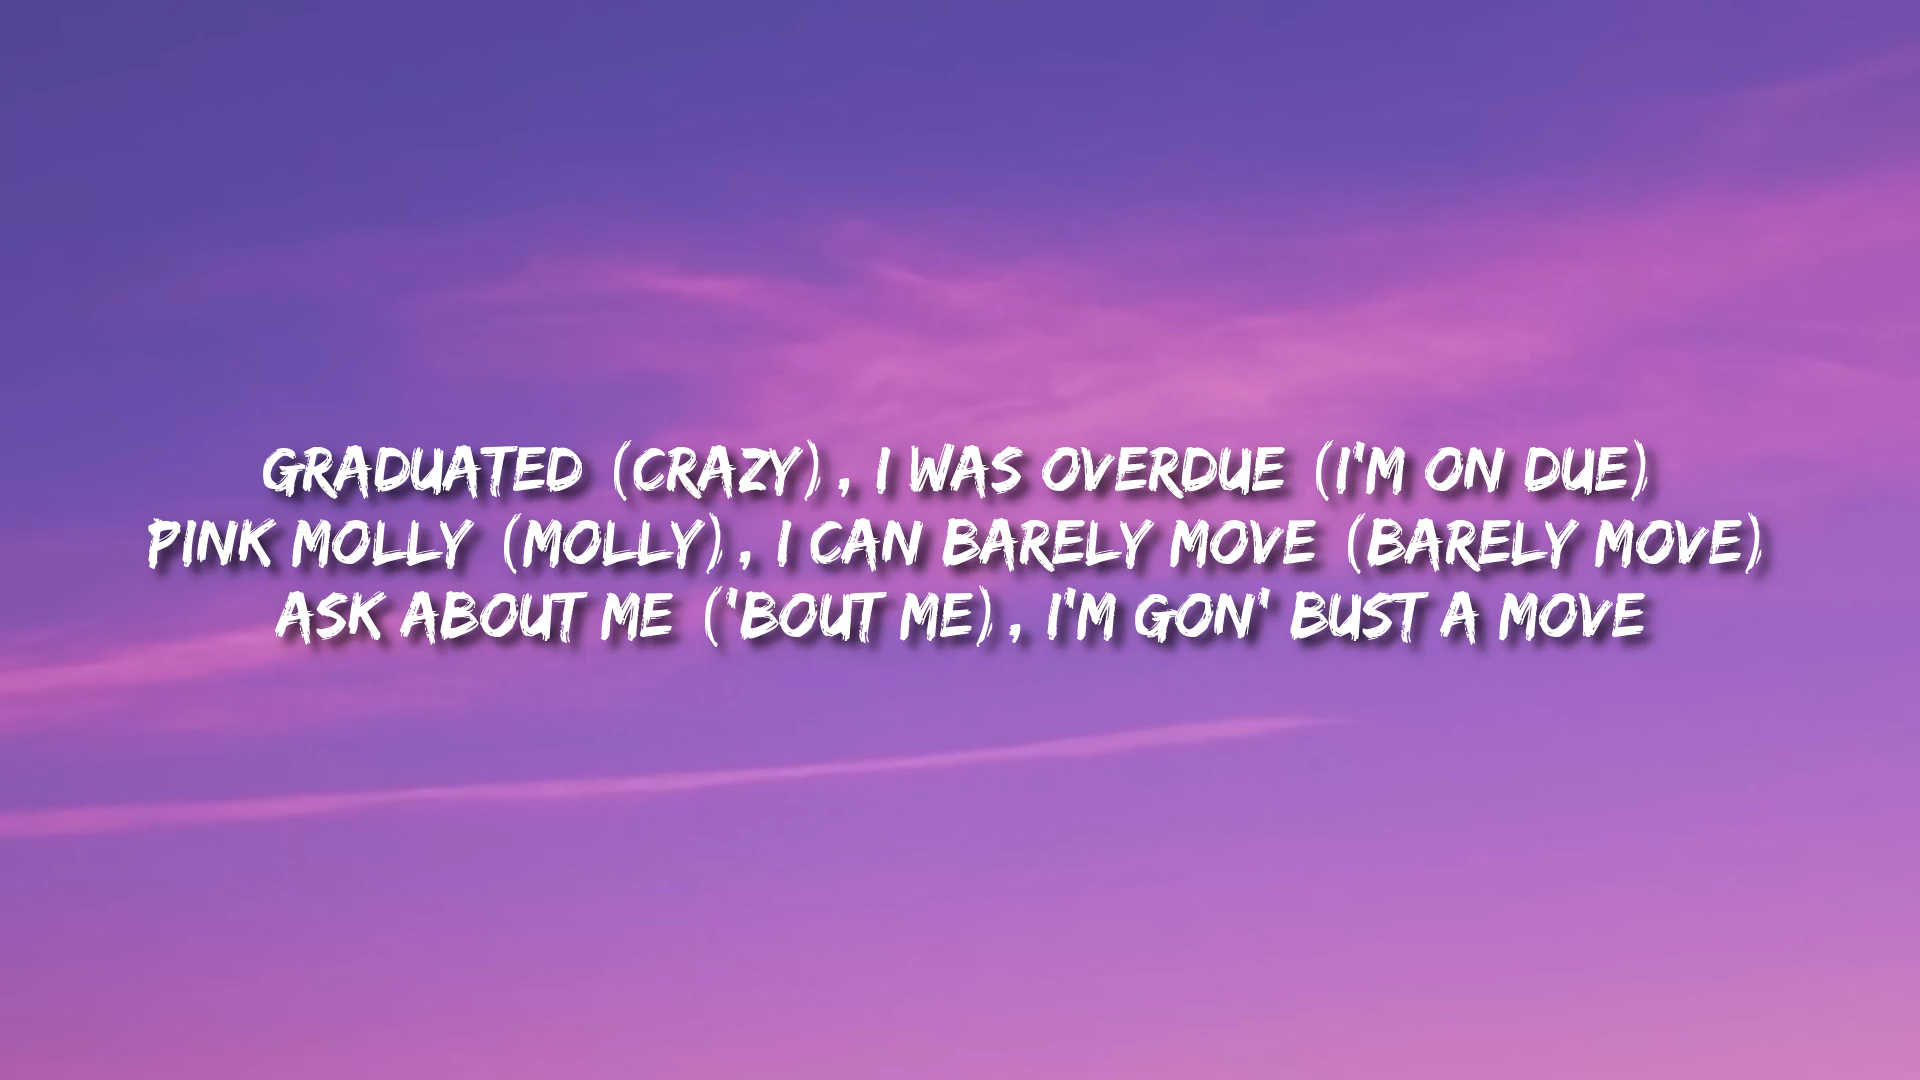 GRADUATED (CRAZY), I WAS OVERDUE (I'M ON DUE)
PINK MOLLY (MOLLY), I CAN BARELY MOVE (BARELY MOVE)
ASK ABOUT ME ('BOUT ME), I'M GON' BUST A MOVE